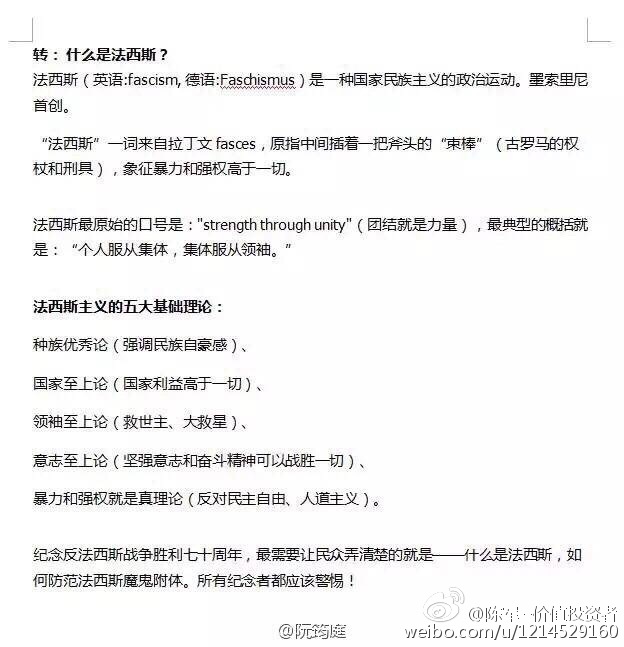 转： 什么是法西斯？
法西斯（英语:fascism, 德语:Faschismus）是一种国家民族主义的政治运动。墨索里尼
首创。
“法西斯”一词来自拉丁文 fasces，原指中间插着一把斧头的“束棒”（古罗马的权
杖和刑具），象征暴力和强权高于一切。
法西斯最原始的口号是："strength through unity"（团结就是力量），最典型的概括就
是：“个人服从集体，集体服从领袖。”
法西斯主义的五大基础理论：
种族优秀论（强调民族自豪感）、
国家至上论（国家利益高于一切）、
领袖至上论（救世主、大救星）、
意志至上论（坚强意志和奋斗精神可以战胜一切）、
暴力和强权就是真理论（反对民主自由、人道主义）。
纪念反法西斯战争胜利七十周年，最需要让民众弄清楚的就是——什么是法西斯，如
何防范法西斯魔鬼附体。所有纪念者都应该警惕！
@阮筠庭
@陈军-价值投资者
weibo.com/u/1214529160